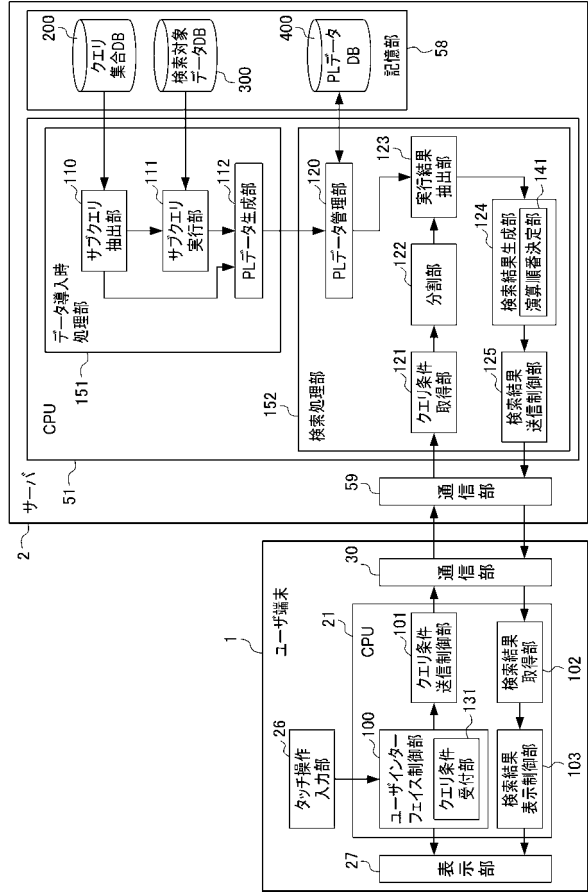 2
サーバ
51
CPU
151
データ導入時
処理部
110
サブクエリ
抽出部
111
サブクエリ
実行部
112
PLデータ生成部
200
クエリ
集合DB
検索対象
データDB
300
400
PLデータ
DB
記憶部
58
152
検索処理部
120
PLデータ管理部
121
クエリ条件
取得部
122
分割部
123
実行結果
抽出部
124
検索結果生成部
141
演算順番決定部
125
検索結果
送信制御部
59
通信部
1
ユーザ端末
30
通信部
26
タッチ操作
入力部
21
CPU
100
ユーザインター
フェイス制御部
131
クエリ条件
受付部
101
クエリ条件
送信制御部
27
表示部
検索結果
表示制御部
103
検索結果
取得部
102